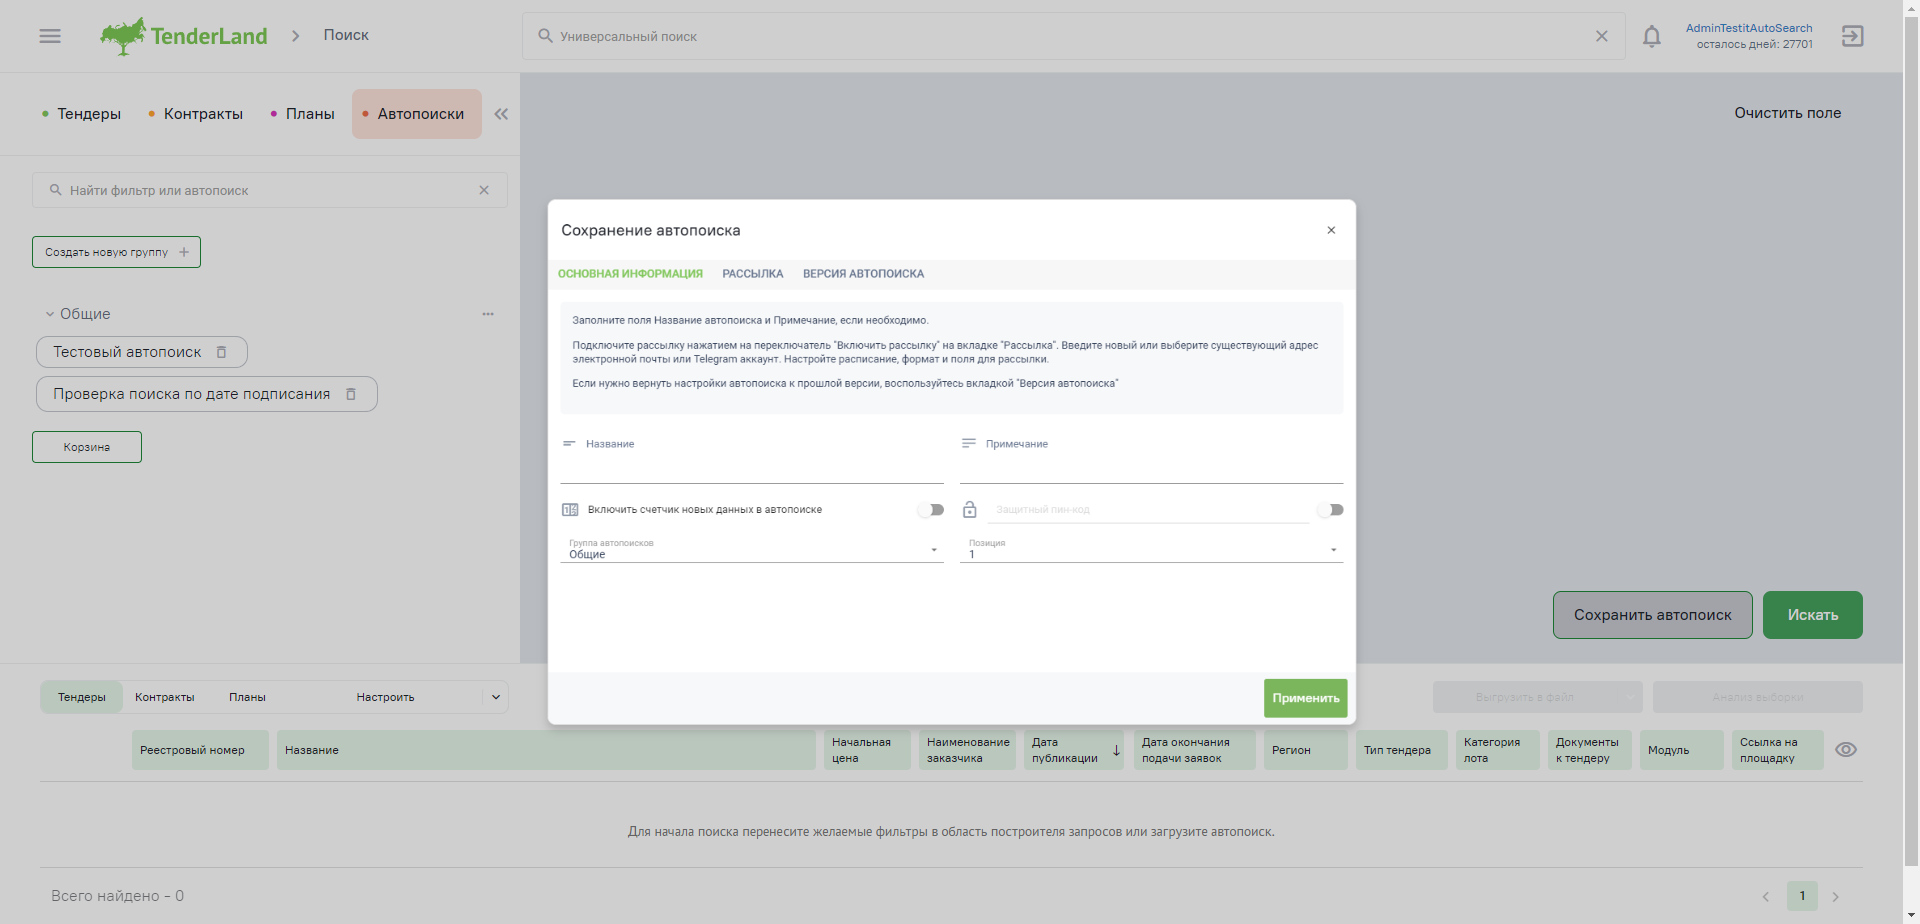 TenderLand
Поиск
Универсальный поиск
AdminTestitAutoSearch
осталось дней: 27701
Тендеры
Контракты
Планы
Автопоиски
Очистить поле
Найти фильтр или автопоиск
Создать новую группу
Общие
Тестовый автопоиск
Проверка поиска по дате подписания
Корзина
Сохранение автопоиска
ОСНОВНАЯ ИНФОРМАЦИЯ
РАССЫЛКА
ВЕРСИЯ АВТОПОИСКА
Заполните поля Название автопоиска и Примечание, если необходимо.
Подключите рассылку нажатием на переключатель "Включить рассылку" на вкладке "Рассылка". Введите новый или выберите существующий адрес
электронной почты или Telegram аккаунт. Настройте расписание, формат и поля для рассылки.
Если нужно вернуть настройки автопоиска к прошлой версии, воспользуйтесь вкладкой "Версия автопоиска"
Название
Примечание
Включить счетчик новых данных в автопоиске
Защитный пин-код
Группа автопоисков
Общие
Позиция
1
Применить
Сохранить автопоиск
Искать
Тендеры
Контракты
Планы
Настроить
Выгрузить в файл
Анализ выборки
Реестровый номер
Название
Начальная
цена
Наименование
заказчика
Дата
публикации
Дата окончания
подачи заявок
Регион
Тип тендера
Категория
лота
Документы
к тендеру
Модуль
Ссылка на
площадку
Для начала поиска перенесите желаемые фильтры в область построителя запросов или загрузите автопоиск.
Всего найдено - 0
1